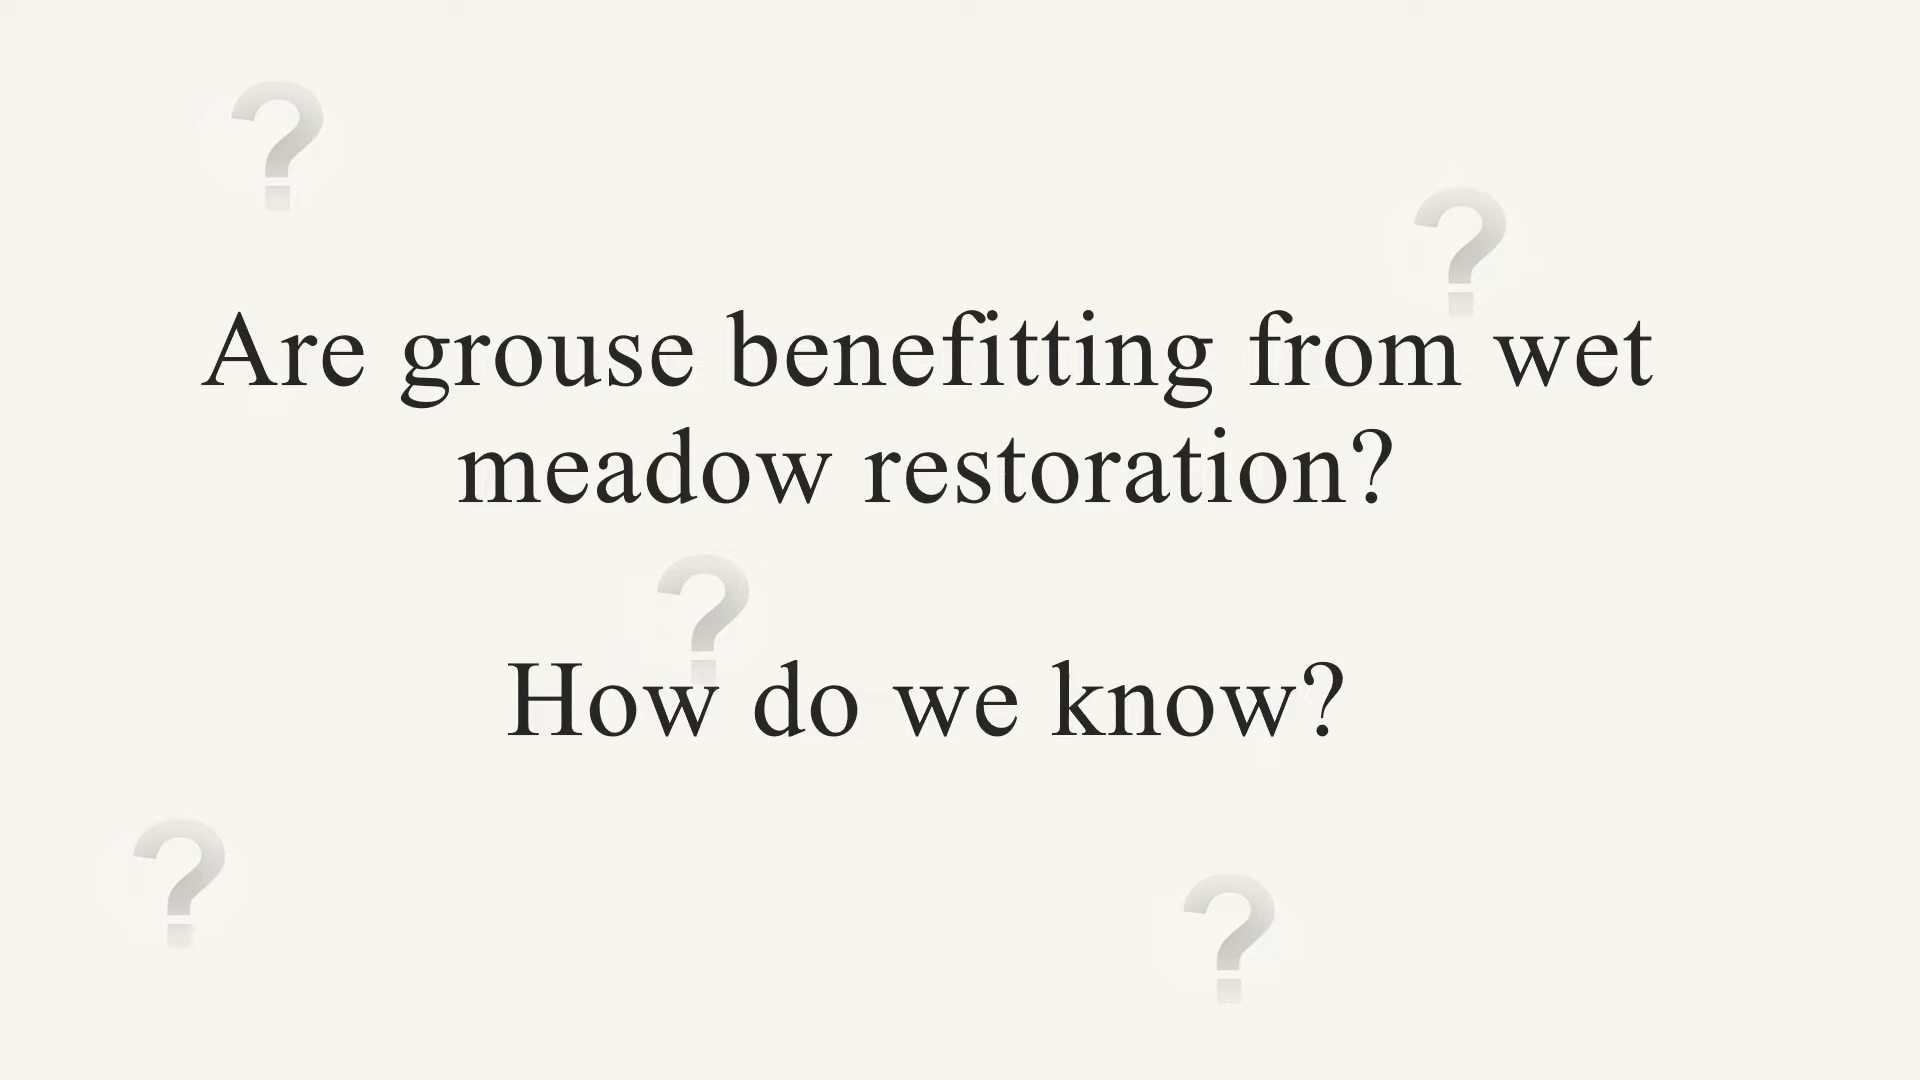 Are grouse benefitting from wet
meadow restoration?
How do we know?